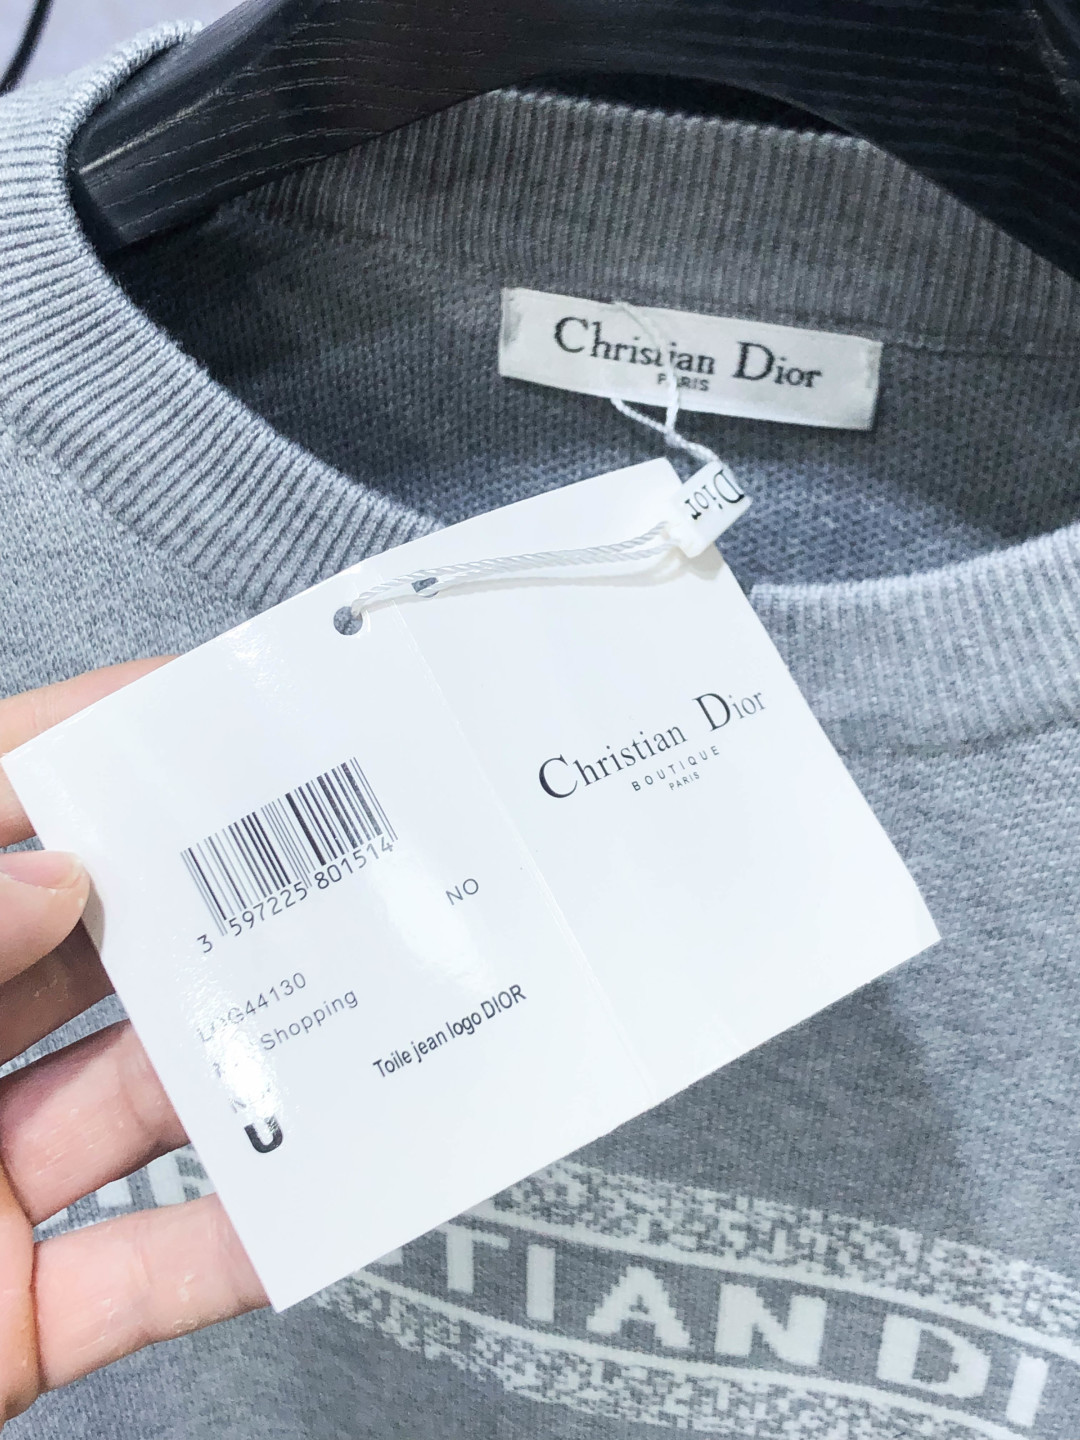 Christian Dior
PARIS
Dior
Christian Dior
BOUTIQUE
PARIS
3 597225 801514
NO
Shopping
Toile jean logo DIOR
U
TIAN DI